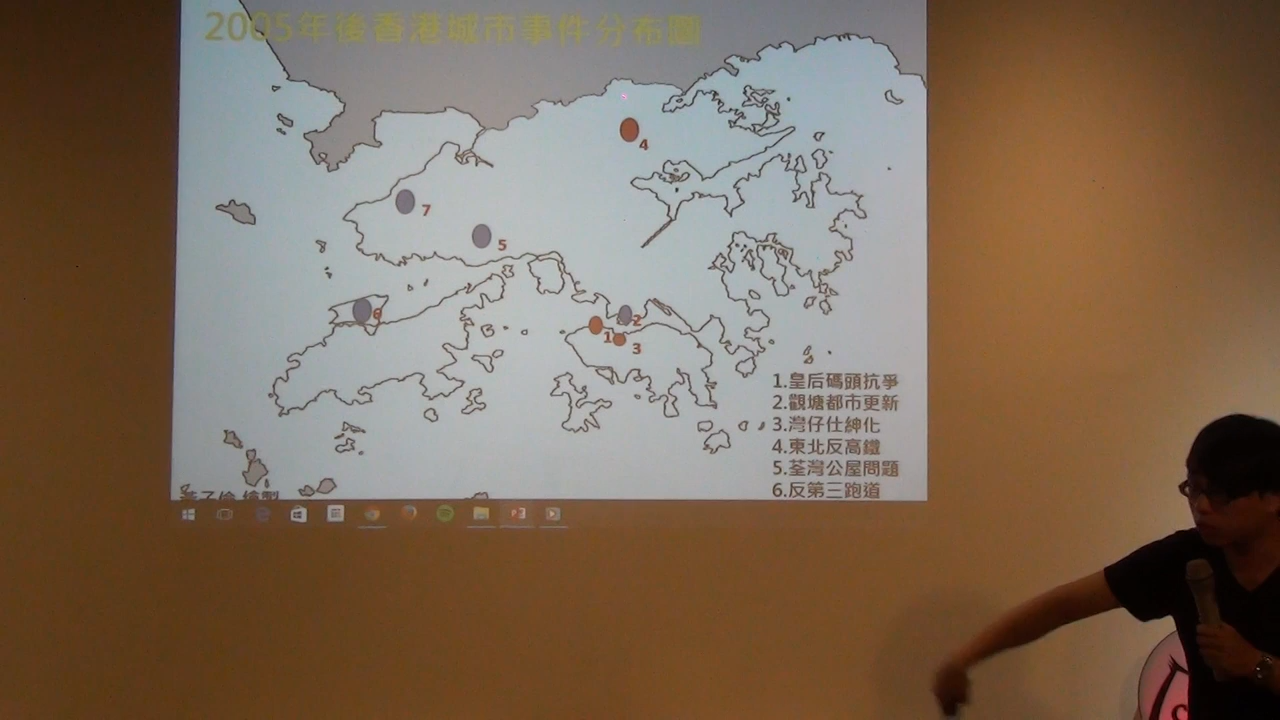 2005年後香港城市事件分布圖
4
7
5
6
2
1
3
1.皇后碼頭抗爭
2.觀塘都市更新
3.灣仔仕紳化
4.東北反高鐵
5.荃灣公屋問題
6.反第三跑道